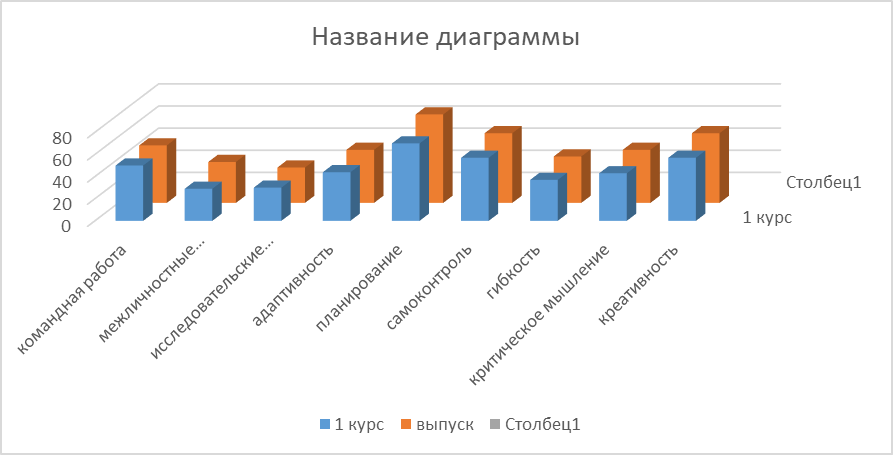 Название диаграммы
80
60
40
20
0
Столбец1
1 курс
командная работа
межличностные...
исследовательские...
адаптивность
планирование
самоконтроль
гибкость
критическое мышление
креативность
1 курс
выпуск
Столбец1